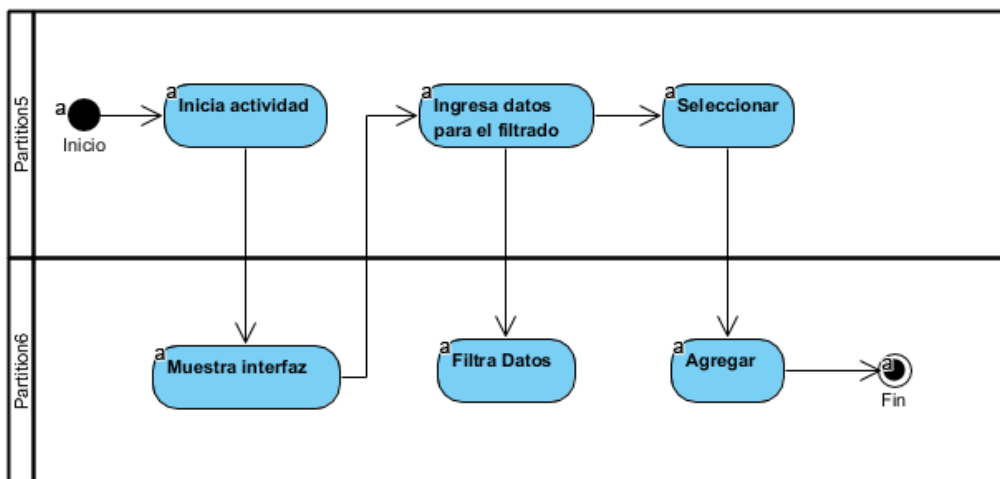 Partition5
a
Inicio
a
Inicia actividad
a
Ingresa datos
para el filtrado
a
Seleccionar
Partition6
a
Muestra interfaz
a
Filtra Datos
a
Agregar
a
Fin